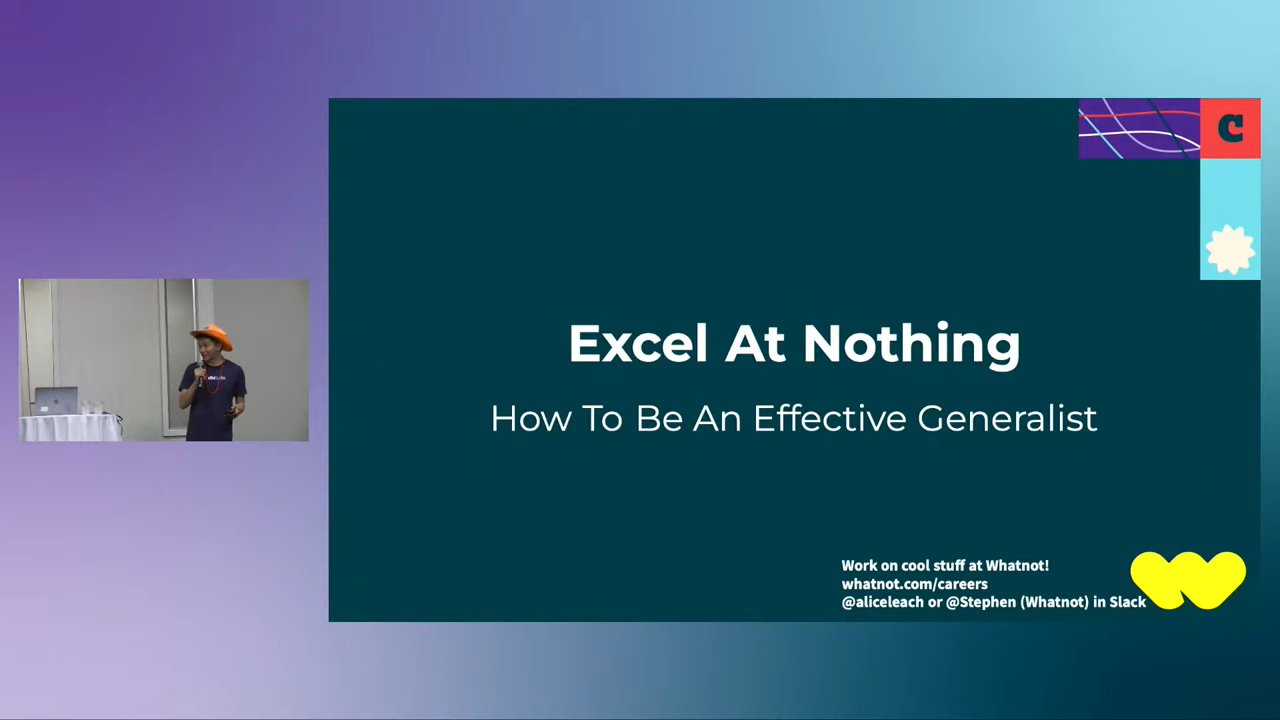 C
Excel At Nothing
How To Be An Effective Generalist
Work on cool stuff at Whatnot!
whatnot.com/careers
@aliceleach or @Stephen (Whatnot) in Slack